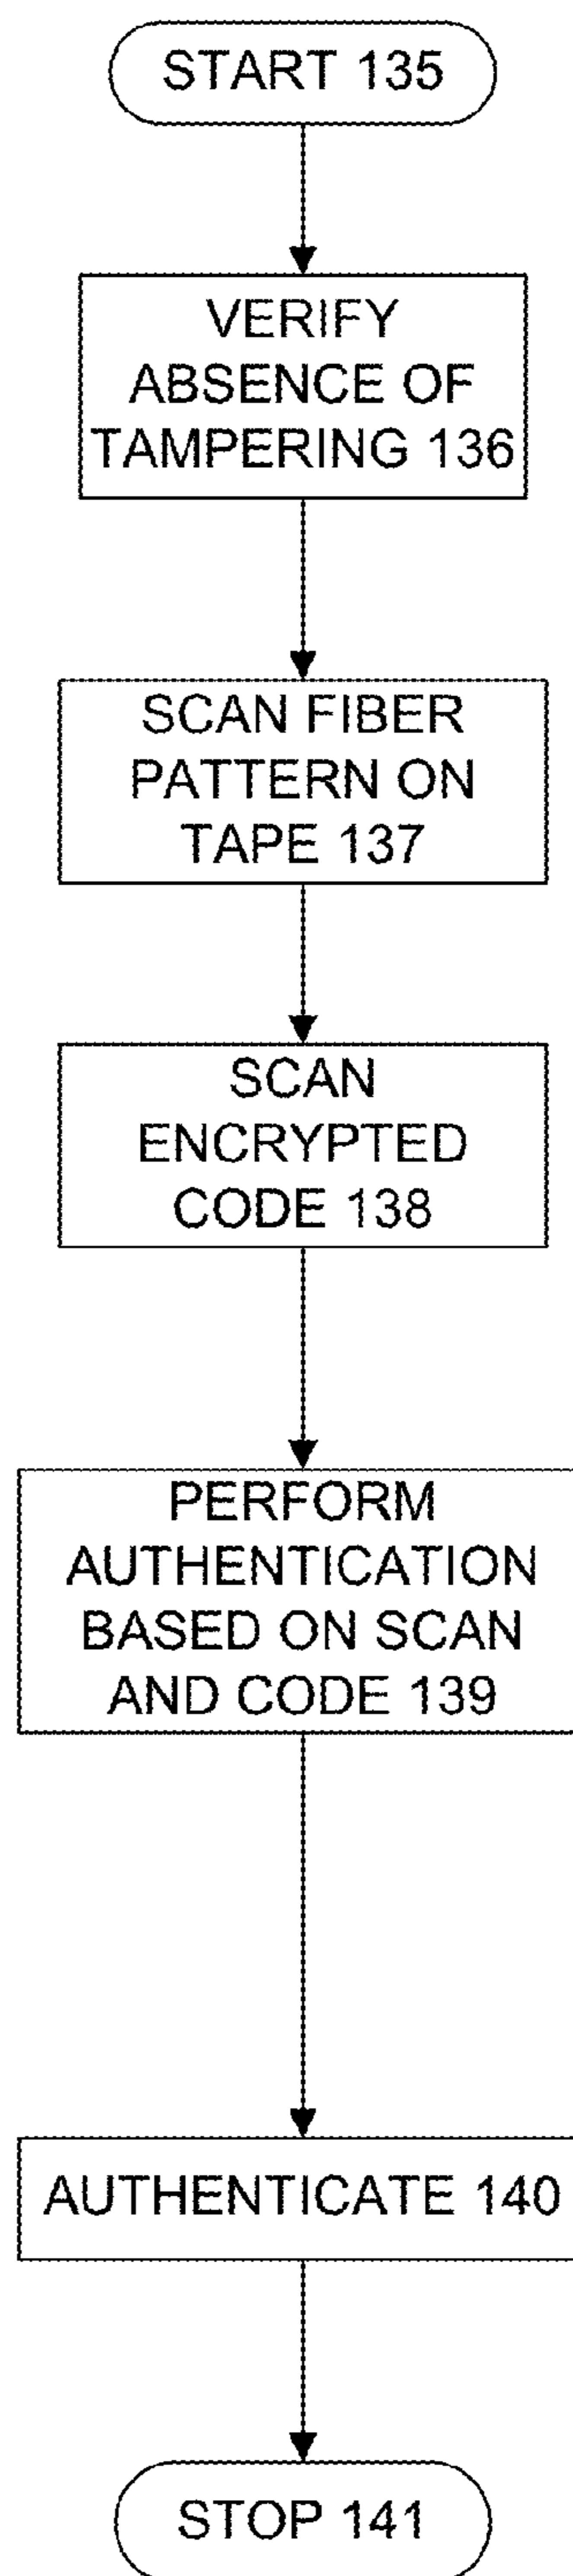 START 135
VERIFY
ABSENCE OF
TAMPERING 136
SCAN FIBER
PATTERN ON
TAPE 137
SCAN
ENCRYPTED
CODE 138
PERFORM
AUTHENTICATION
BASED ON SCAN
AND CODE 139
AUTHENTICATE 140
STOP 141